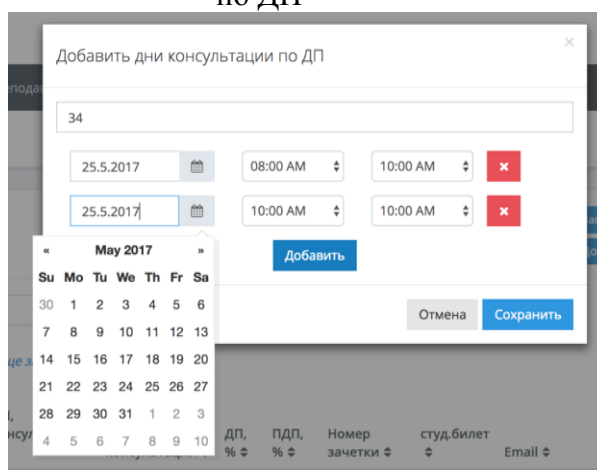 по ДП
Добавить дни консультации по ДП ×
34
25.5.2017 08:00 AM 10:00 AM ×
25.5.2017 10:00 AM 10:00 AM ×
Добавить
« May 2017 »
Su Mo Tu We Th Fr Sa
30 1 2 3 4 5 6
7 8 9 10 11 12 13
14 15 16 17 18 19 20
21 22 23 24 25 26 27
28 29 30 31 1 2 3
4 5 6 7 8 9 10
Отмена Сохранить
ДП, ПДП, Номер студ.билет
% % зачетки Email